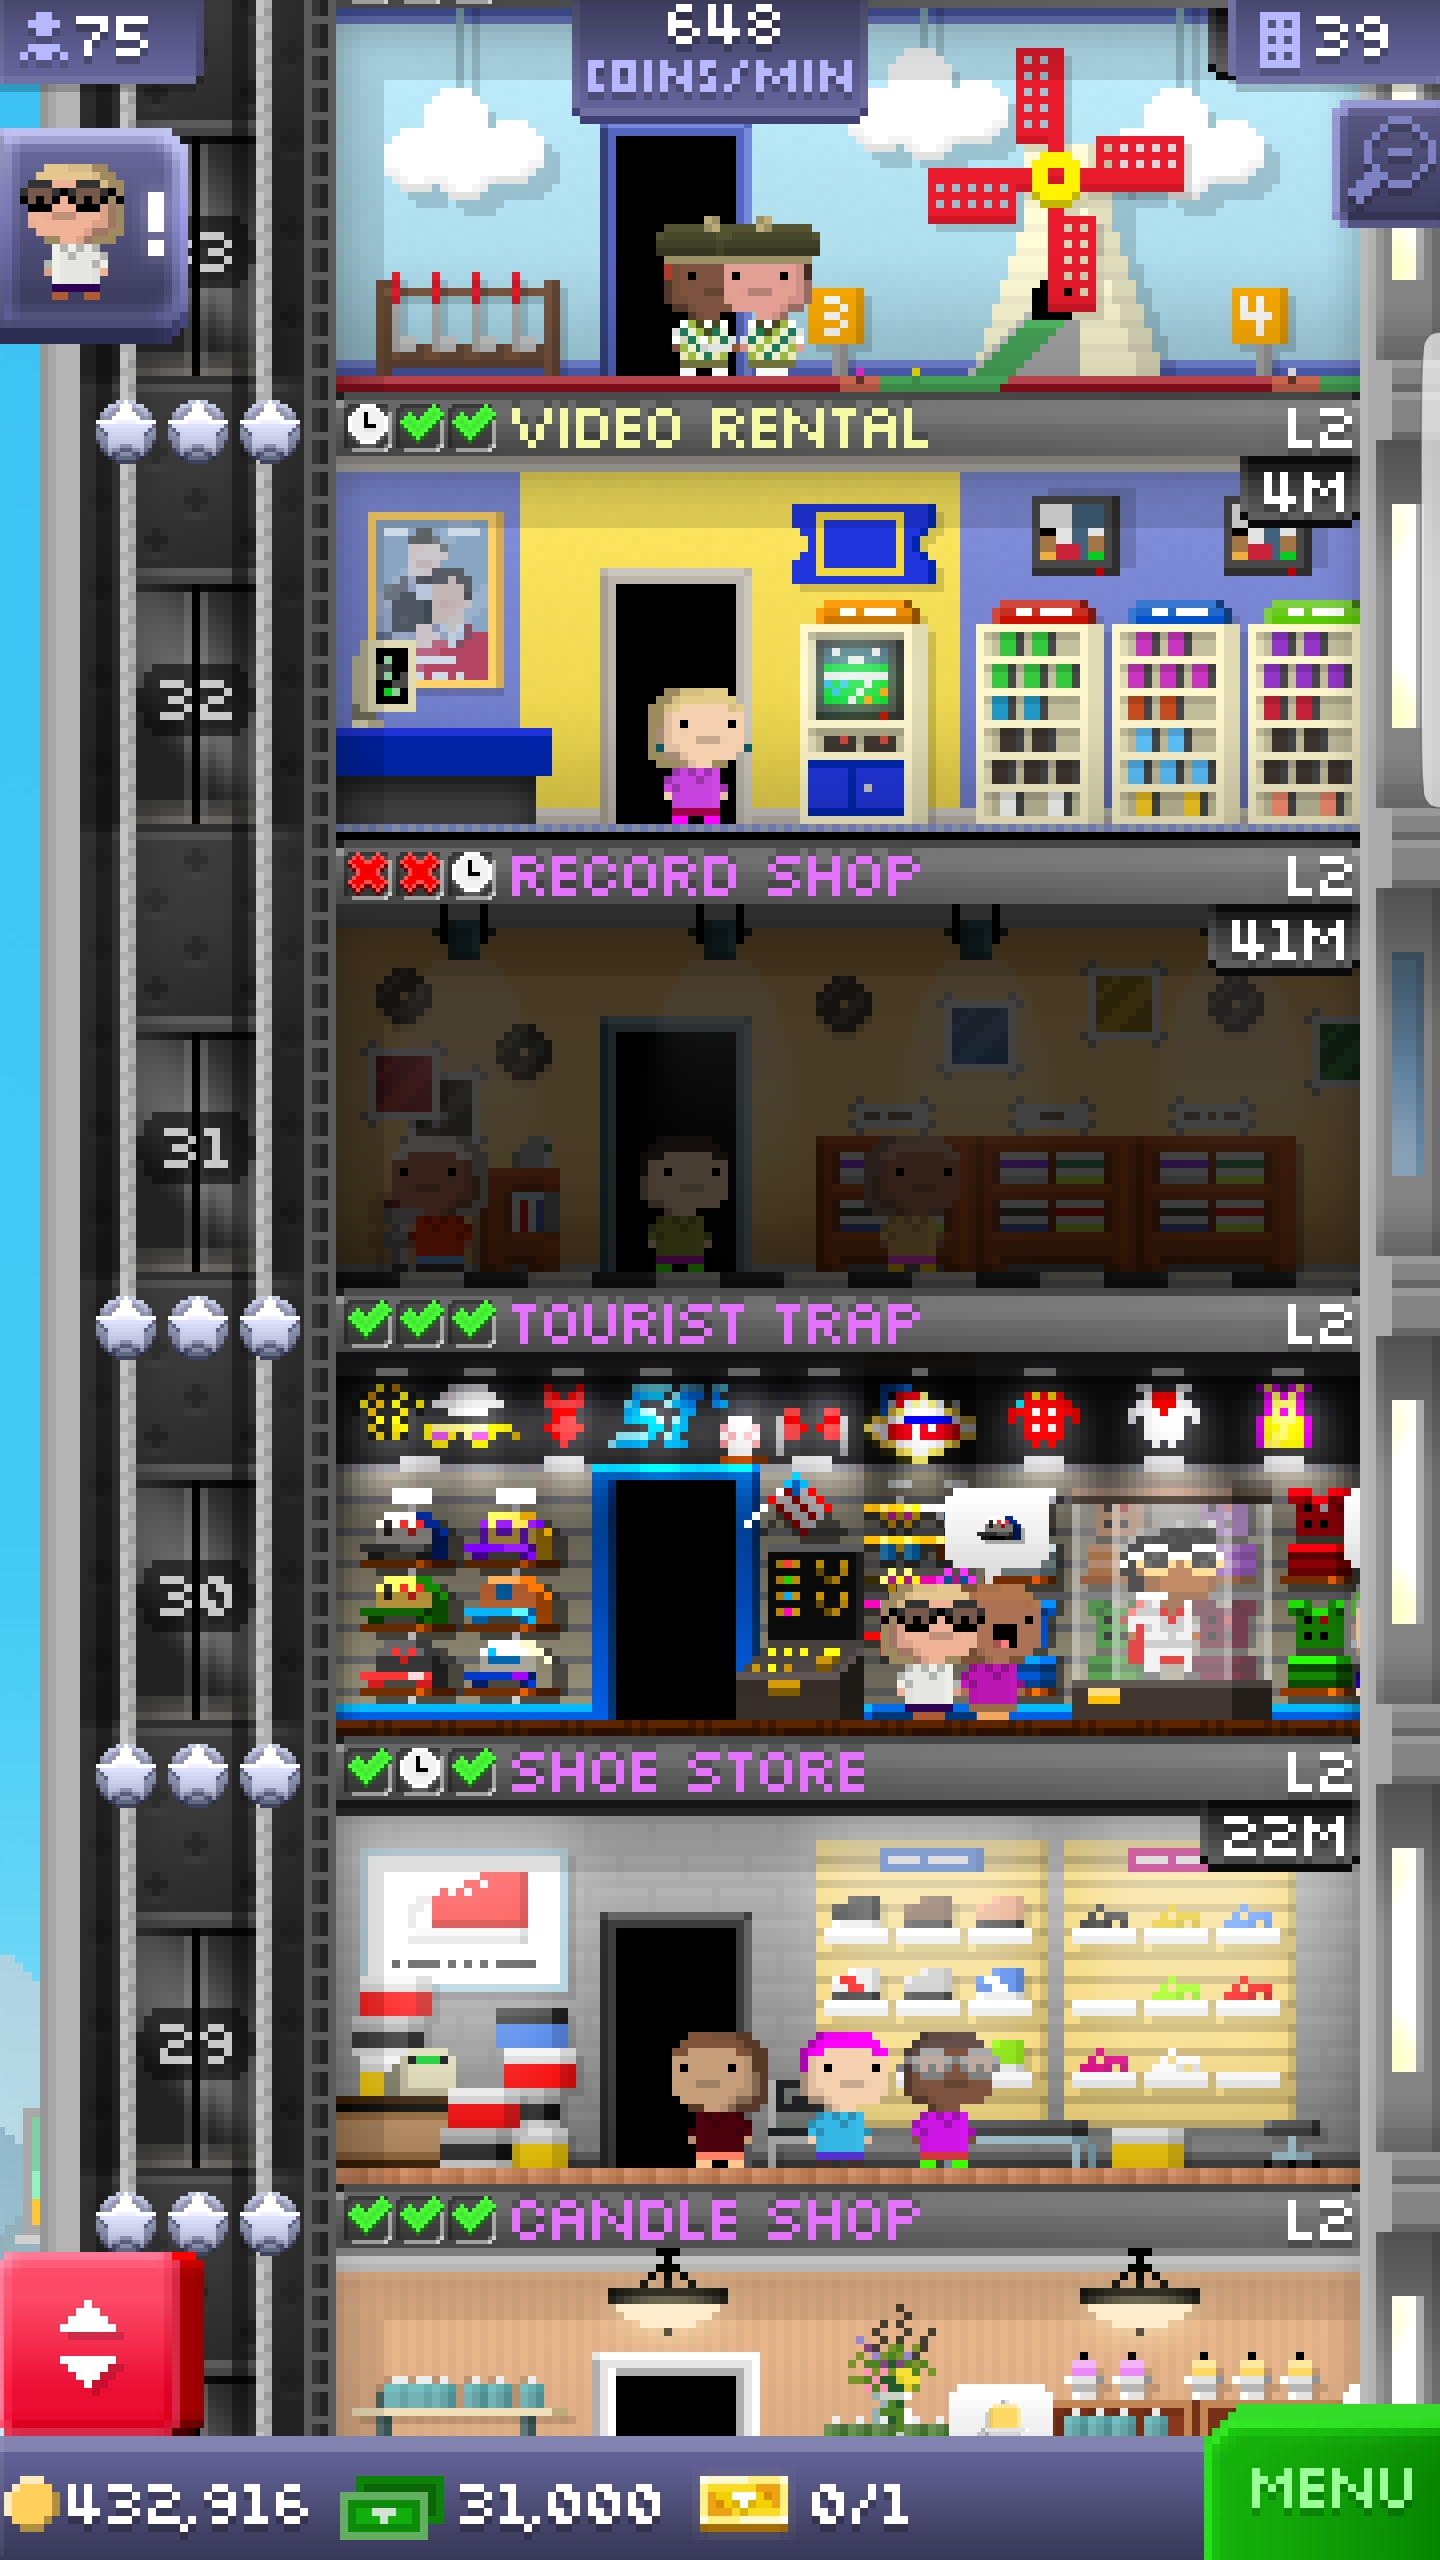 75
648
COINS/MIN
39
!
3
3
4
VIDEO RENTAL L2
4M
32
RECORD SHOP L2
41M
31
TOURIST TRAP L2
30
SHOE STORE L2
22M
29
CANDLE SHOP L2
432,916 31,000 0/1
MENU